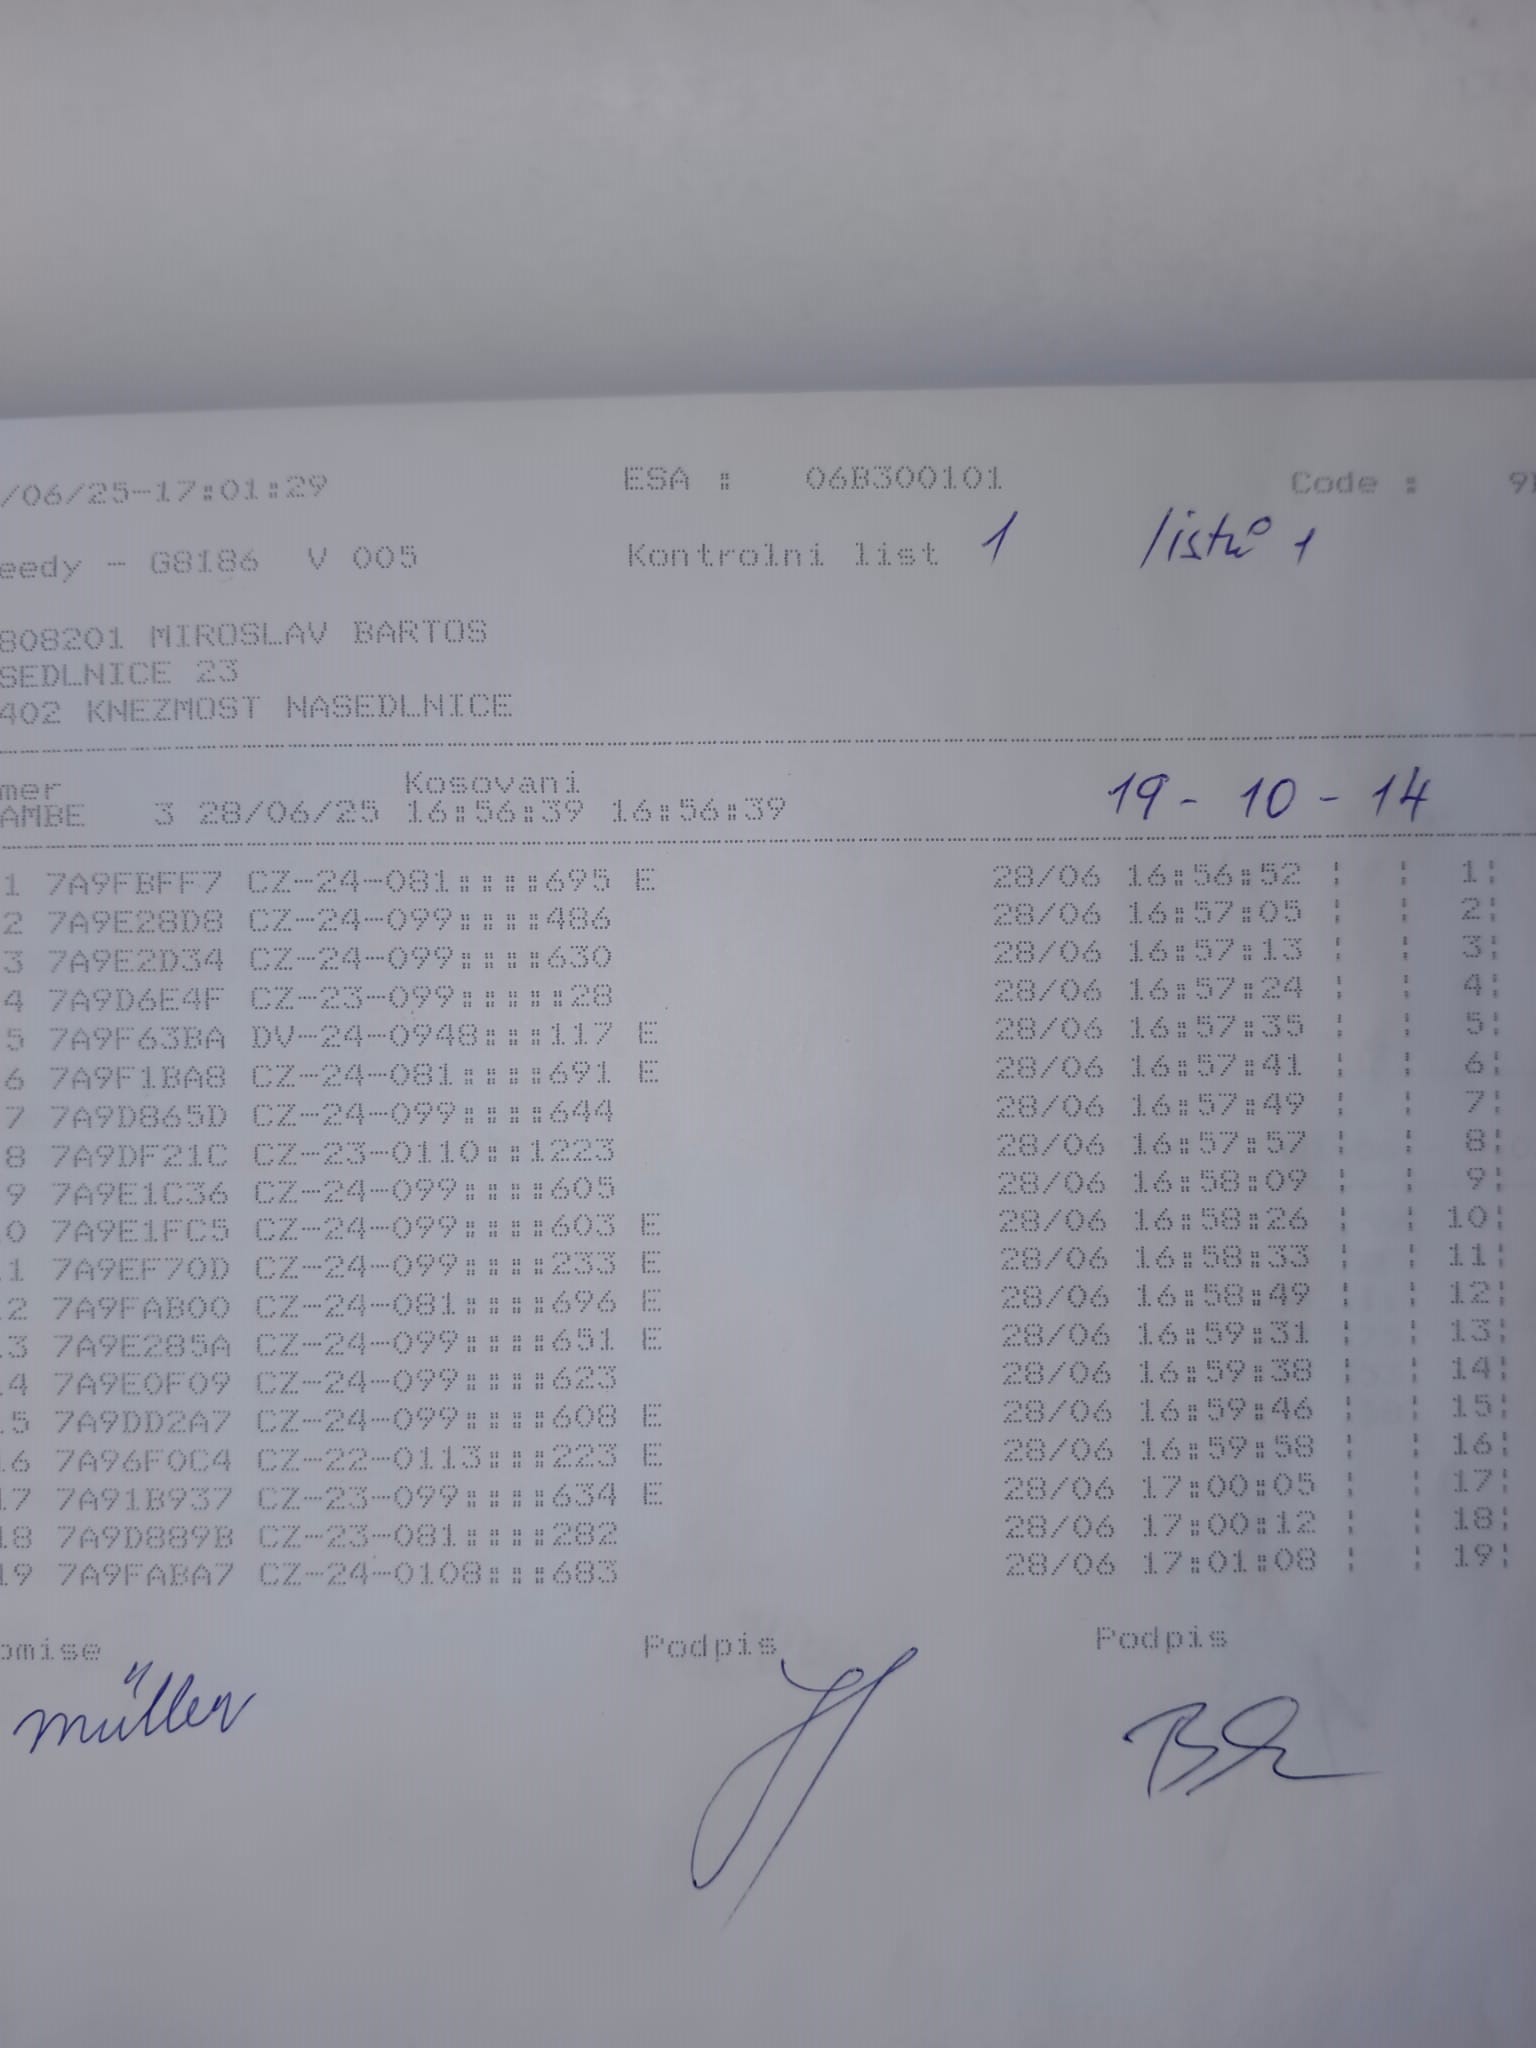 /06/25-17:01:29 ESA : 06B300101 Code :
eedy - G8186 V 005 Kontrolni list 1 listů 1
808201 MIROSLAV BARTOS
SEDLNICE 23
402 KNEZMOST NASEDLNICE
mer Kosovani
AMBE 3 28/06/25 16:56:39 16:56:39 19 - 10 - 14
1 7A9FBFF7 CZ-24-081::::695 E 28/06 16:56:52 : : 1:
2 7A9E28D8 CZ-24-099::::486 28/06 16:57:05 : : 2:
3 7A9E2D34 CZ-24-099::::630 28/06 16:57:13 : : 3:
4 7A9D6E4F CZ-23-099:::::28 28/06 16:57:24 : : 4:
5 7A9F63BA DV-24-0948:::117 E 28/06 16:57:35 : : 5:
6 7A9F1BA8 CZ-24-081::::691 E 28/06 16:57:41 : : 6:
7 7A9D865D CZ-24-099::::644 28/06 16:57:49 : : 7:
8 7A9DF21C CZ-23-0110::1223 28/06 16:57:57 : : 8:
9 7A9E1C36 CZ-24-099::::605 28/06 16:58:09 : : 9:
0 7A9E1FC5 CZ-24-099::::603 E 28/06 16:58:26 : : 10:
1 7A9EF70D CZ-24-099::::233 E 28/06 16:58:33 : : 11:
2 7A9FAB00 CZ-24-081::::696 E 28/06 16:58:49 : : 12:
3 7A9E285A CZ-24-099::::651 E 28/06 16:59:31 : : 13:
4 7A9E0F09 CZ-24-099::::623 28/06 16:59:38 : : 14:
5 7A9DD2A7 CZ-24-099::::608 E 28/06 16:59:46 : : 15:
16 7A96F0C4 CZ-22-0113:::223 E 28/06 16:59:58 : : 16:
17 7A91B937 CZ-23-099::::634 E 28/06 17:00:05 : : 17:
18 7A9D889B CZ-23-081::::282 28/06 17:00:12 : : 18:
19 7A9FABA7 CZ-24-0108:::683 28/06 17:01:08 : : 19:
omise Podpis Podpis
müller